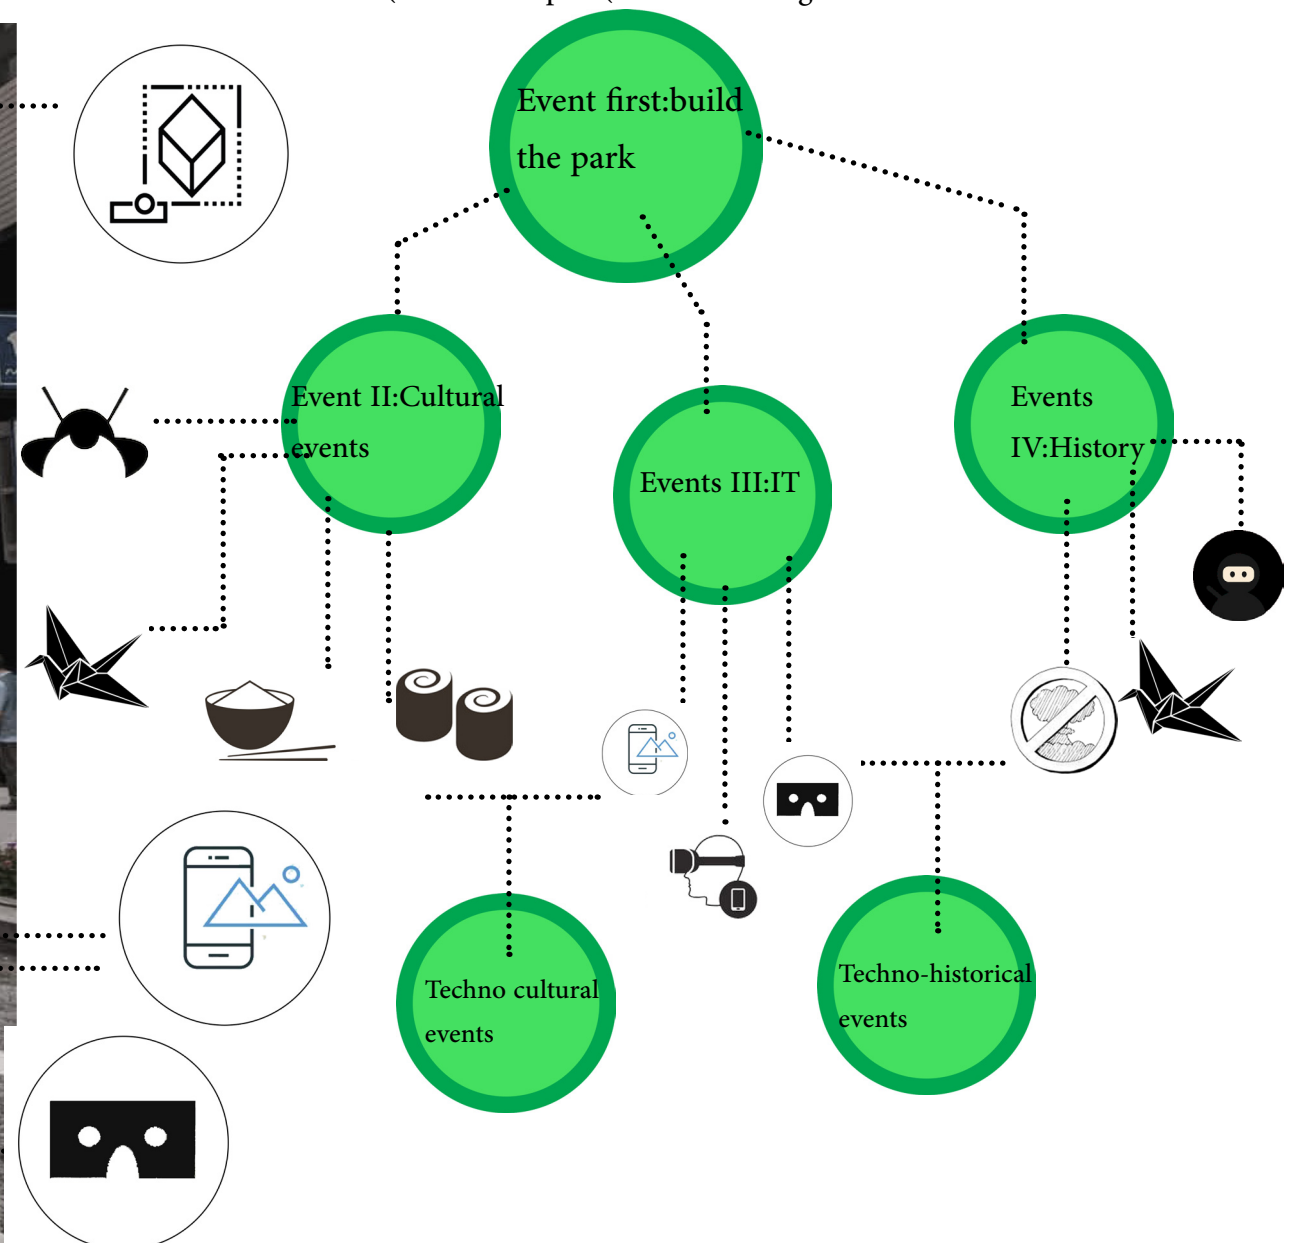 Event first:build
the park
Event II:Cultural
events
Events III:IT
Events
IV:History
Techno cultural
events
Techno-historical
events